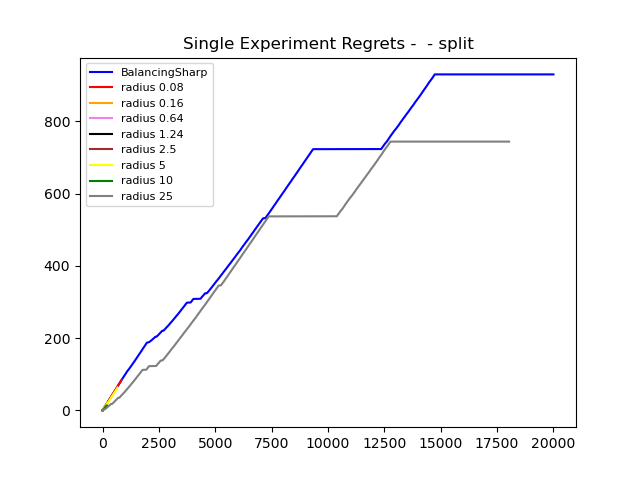 Single Experiment Regrets -  - split
BalancingSharp
radius 0.08
radius 0.16
radius 0.64
radius 1.24
radius 2.5
radius 5
radius 10
radius 25
800
600
400
200
0
0 2500 5000 7500 10000 12500 15000 17500 20000